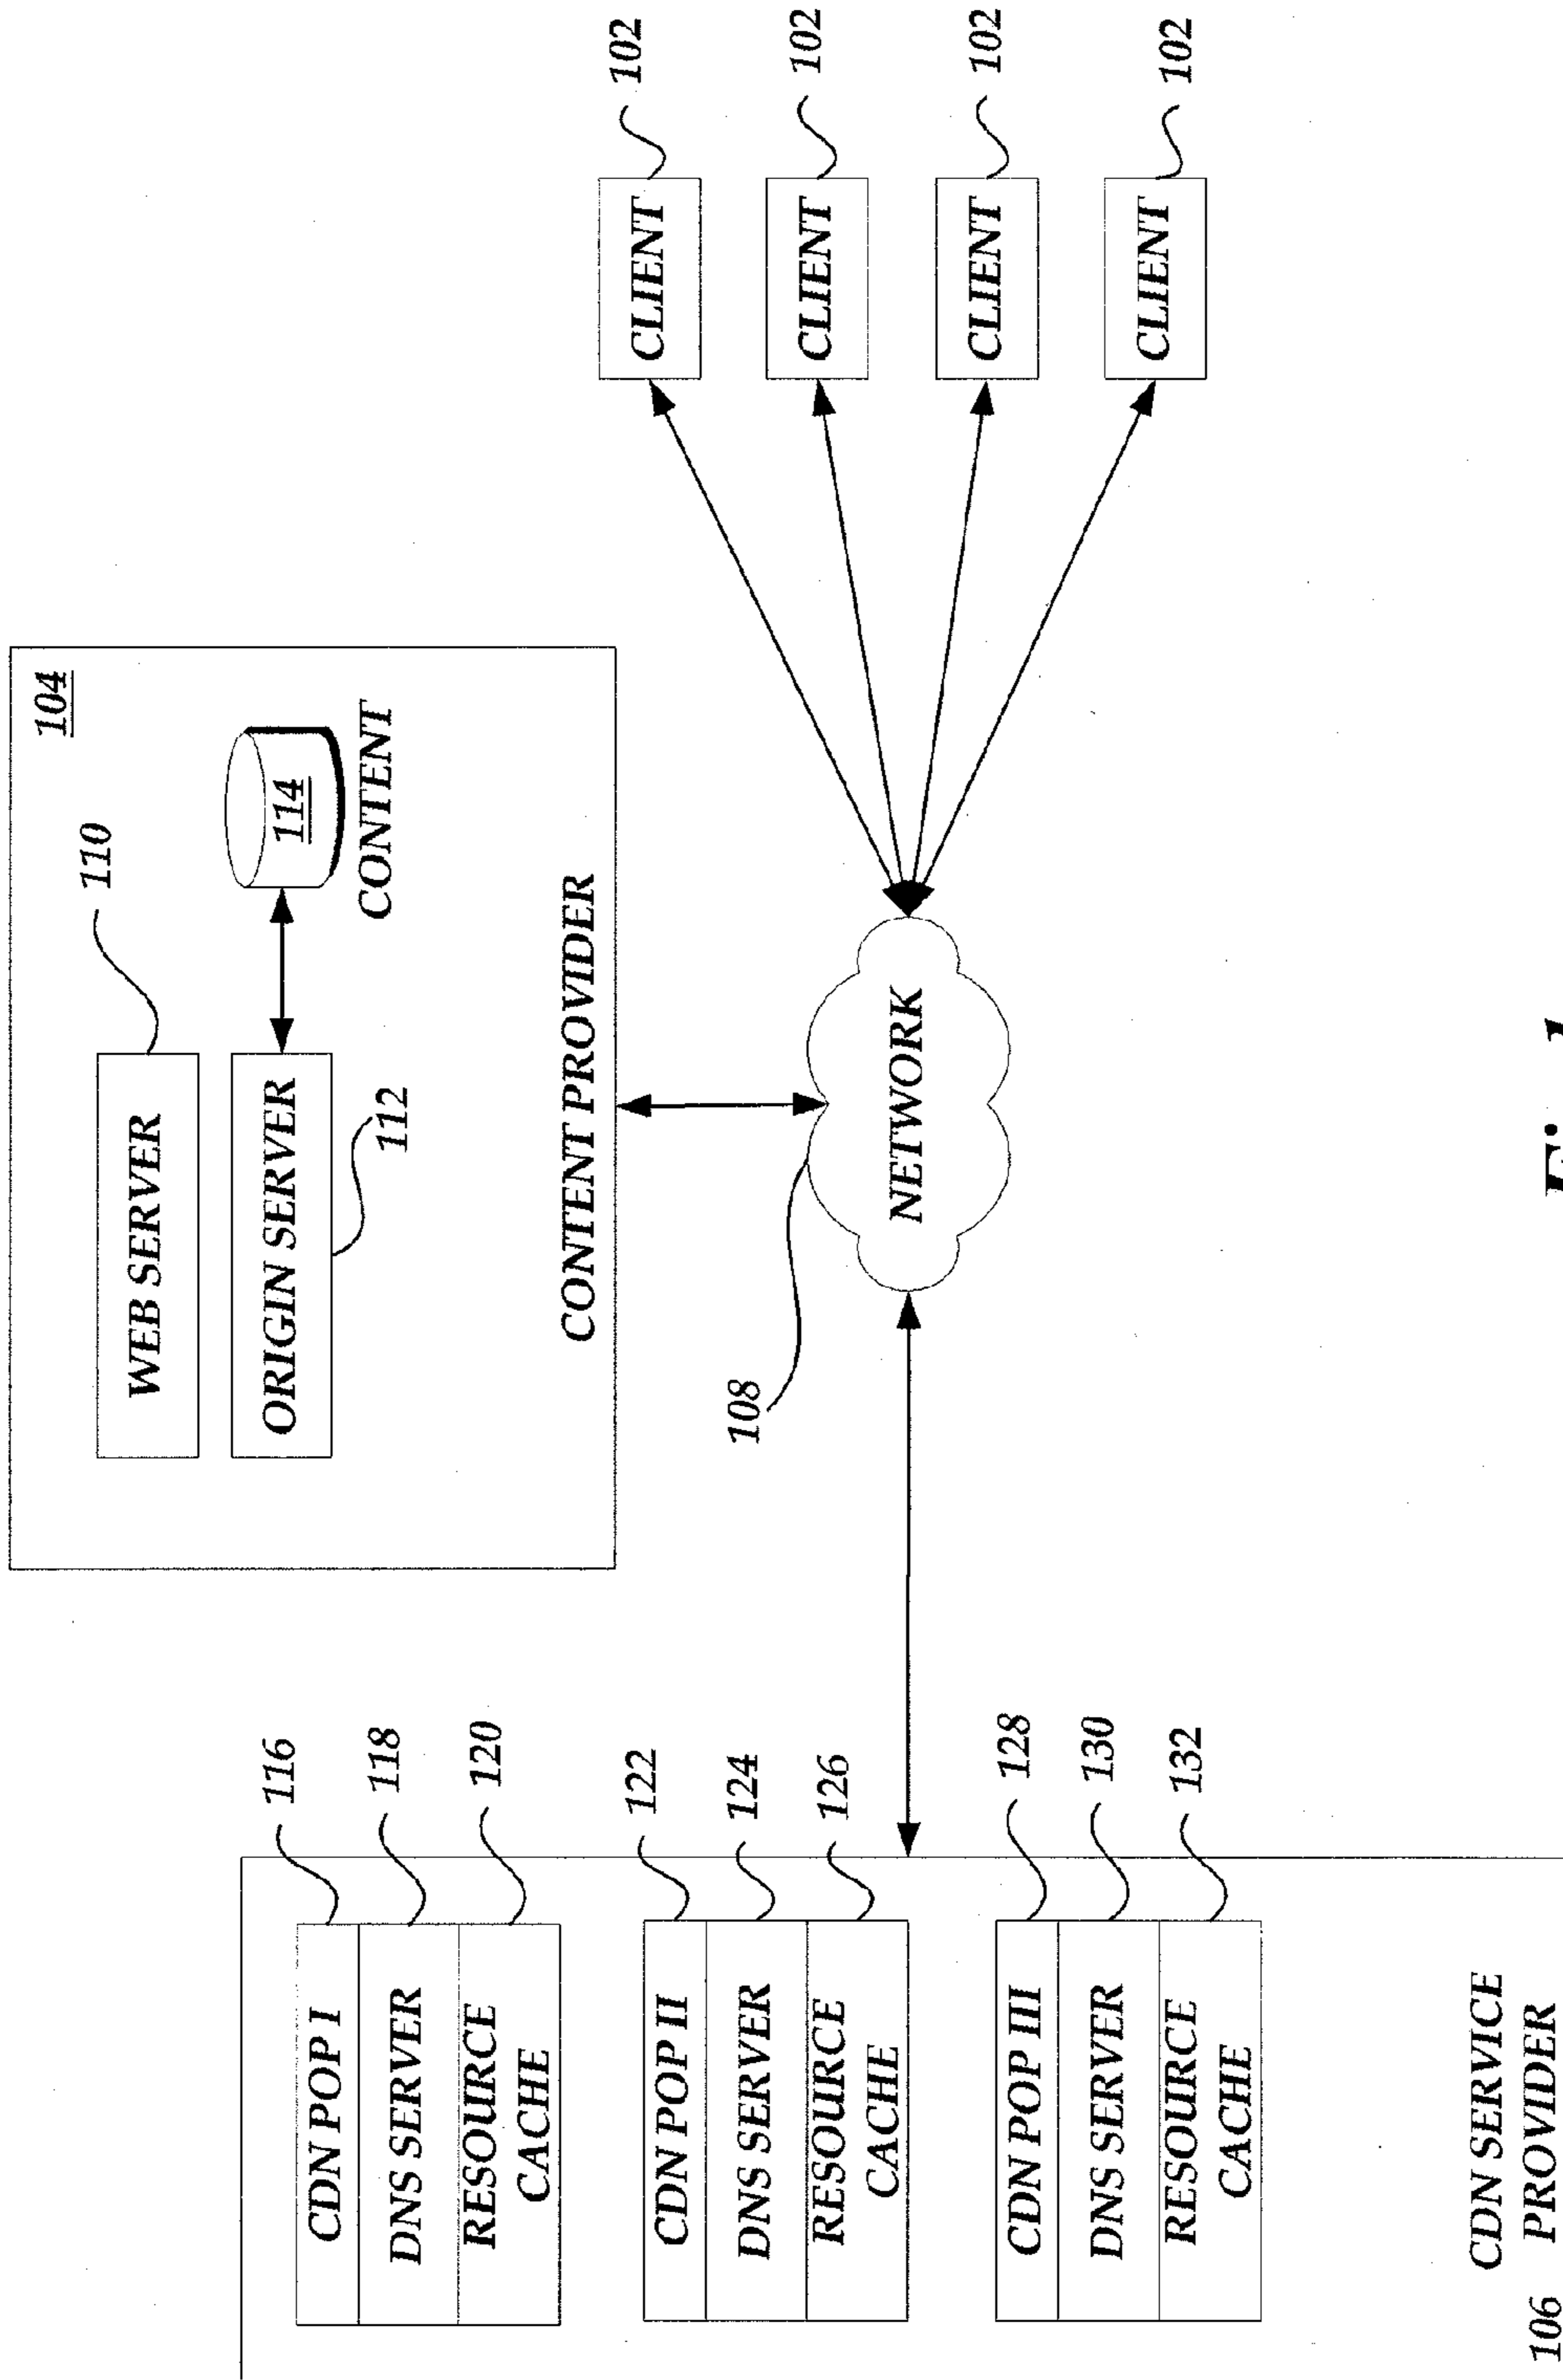 104
WEB SERVER
110
ORIGIN SERVER
112
114
CONTENT
CONTENT PROVIDER
CDN POP I
116
DNS SERVER
118
RESOURCE
CACHE
120
CDN POP II
122
DNS SERVER
124
RESOURCE
CACHE
126
CDN POP III
128
DNS SERVER
130
RESOURCE
CACHE
132
CDN SERVICE
PROVIDER
106
108
NETWORK
CLIENT
102
CLIENT
102
CLIENT
102
CLIENT
102